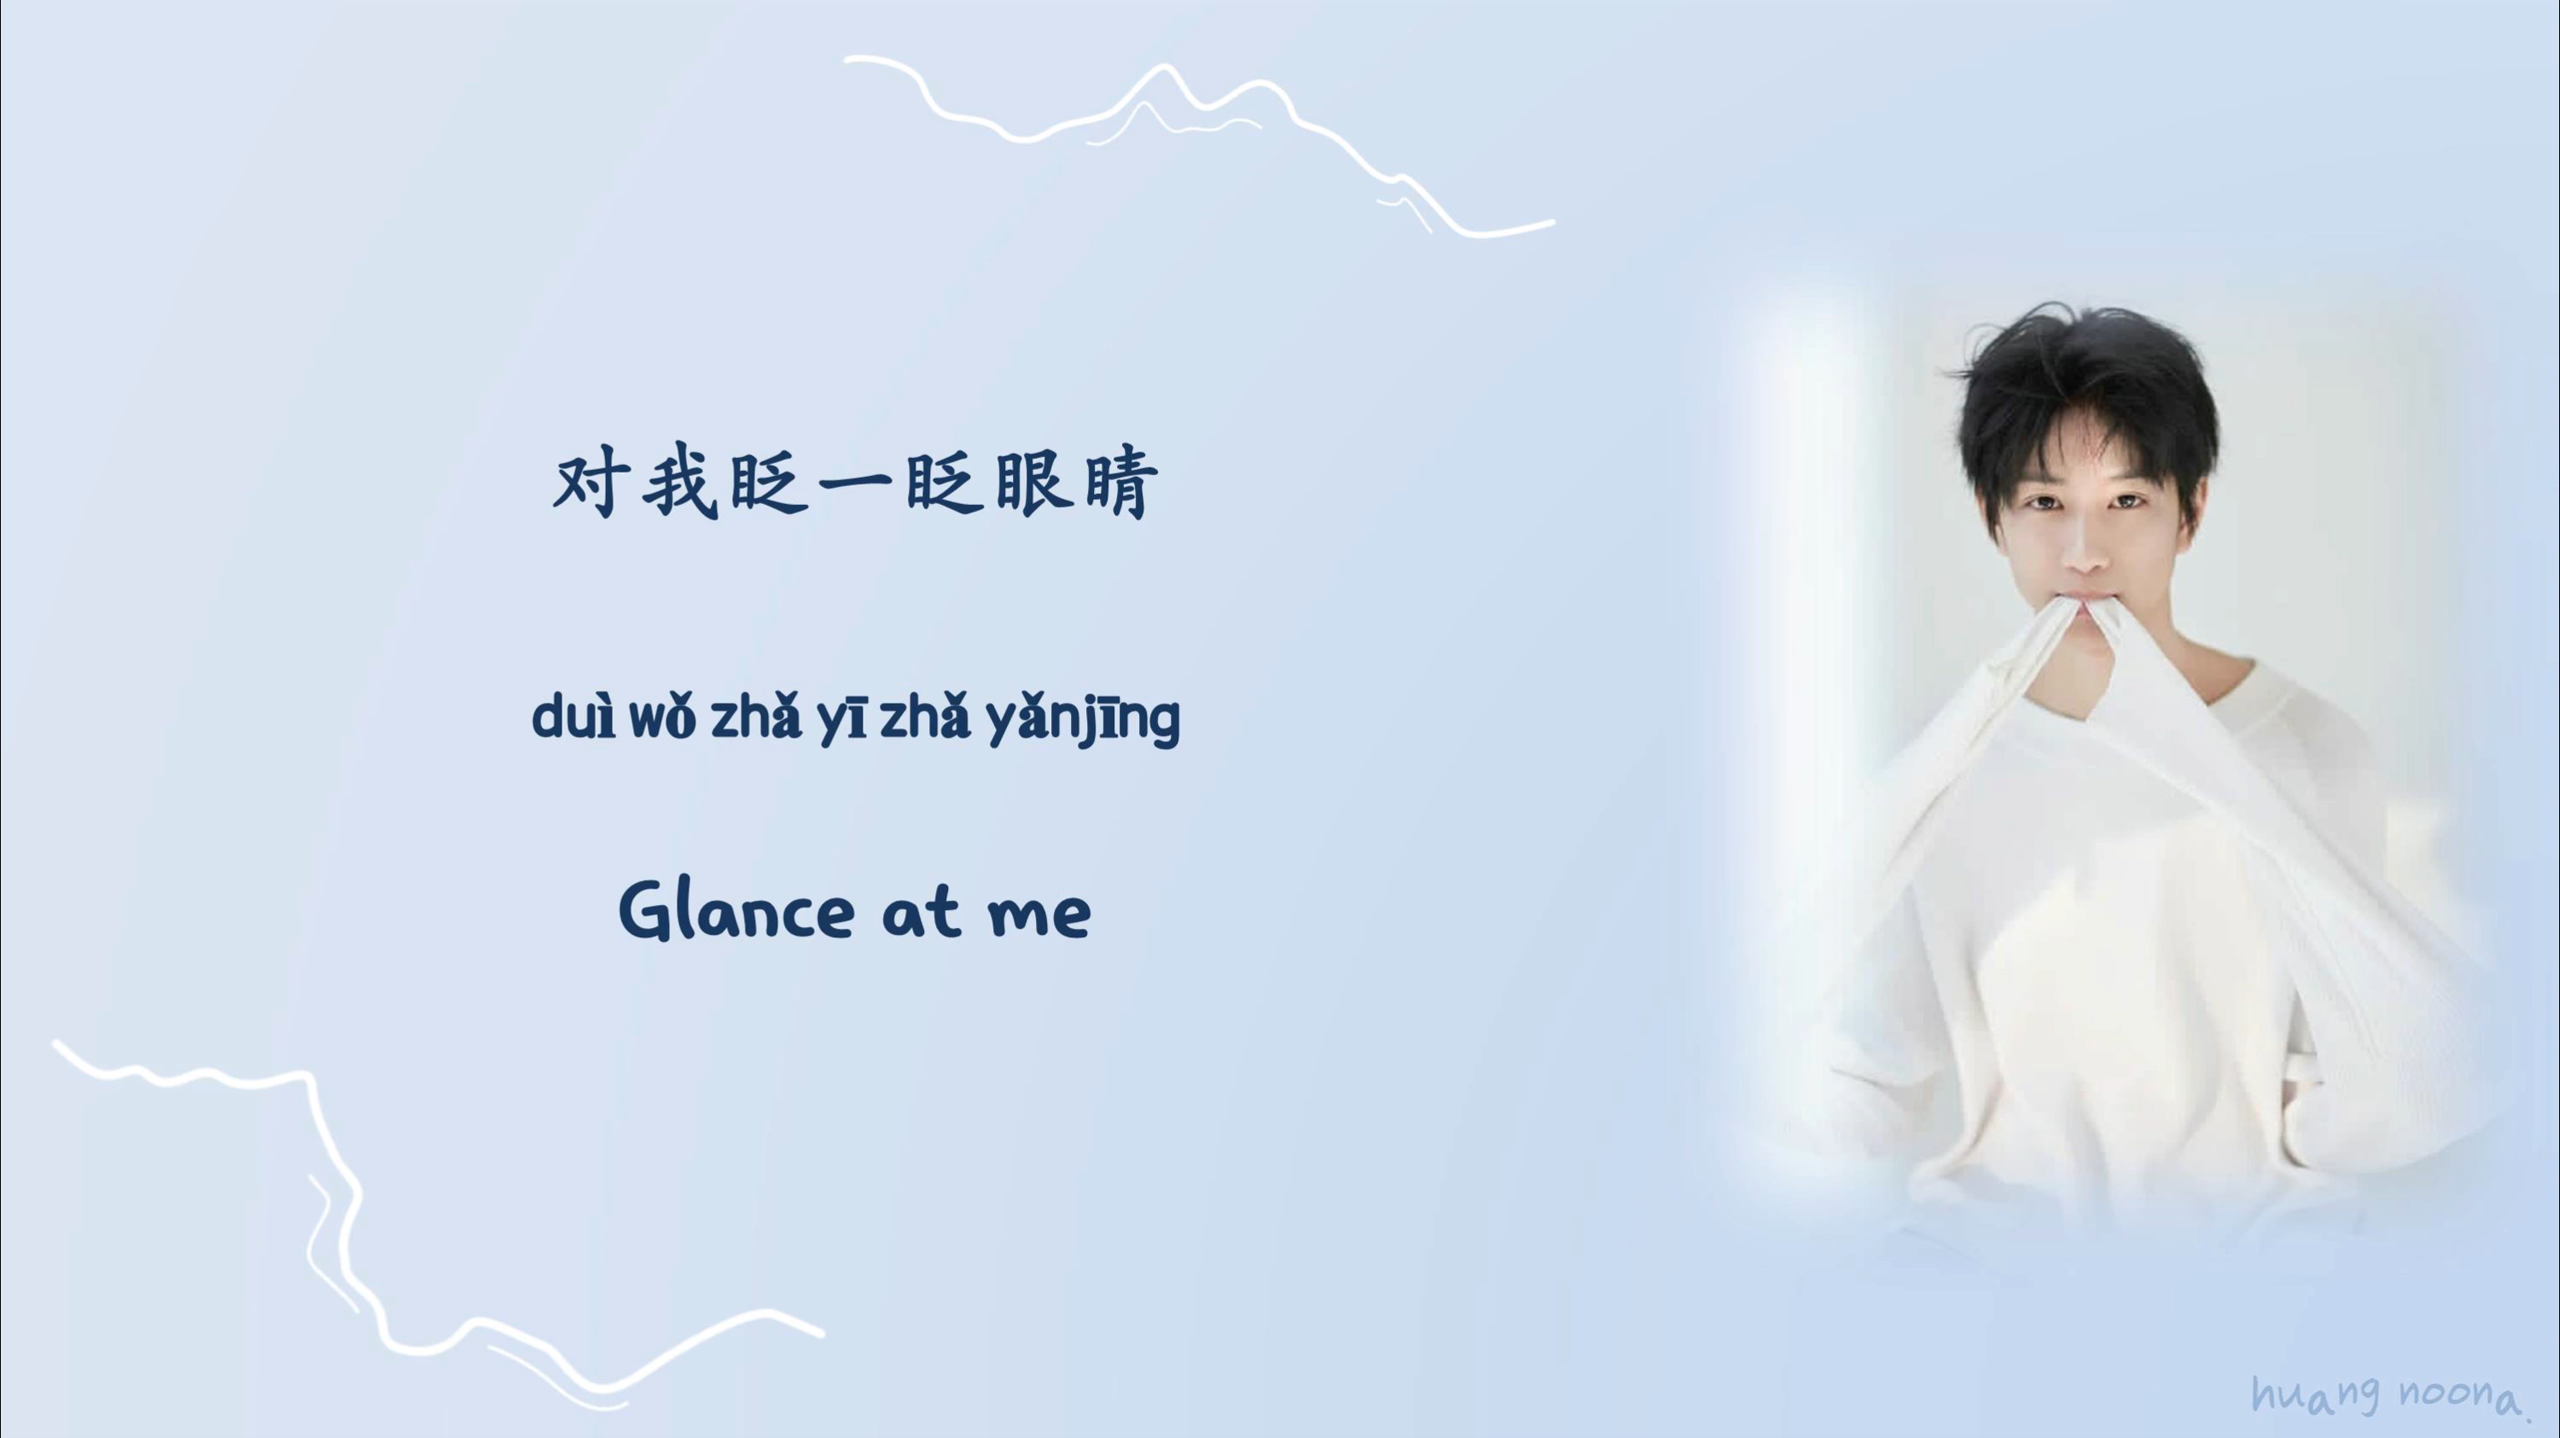 对我眨一眨眼睛
duì wǒ zhǎ yī zhǎ yǎnjīng
Glance at me
huang noona.